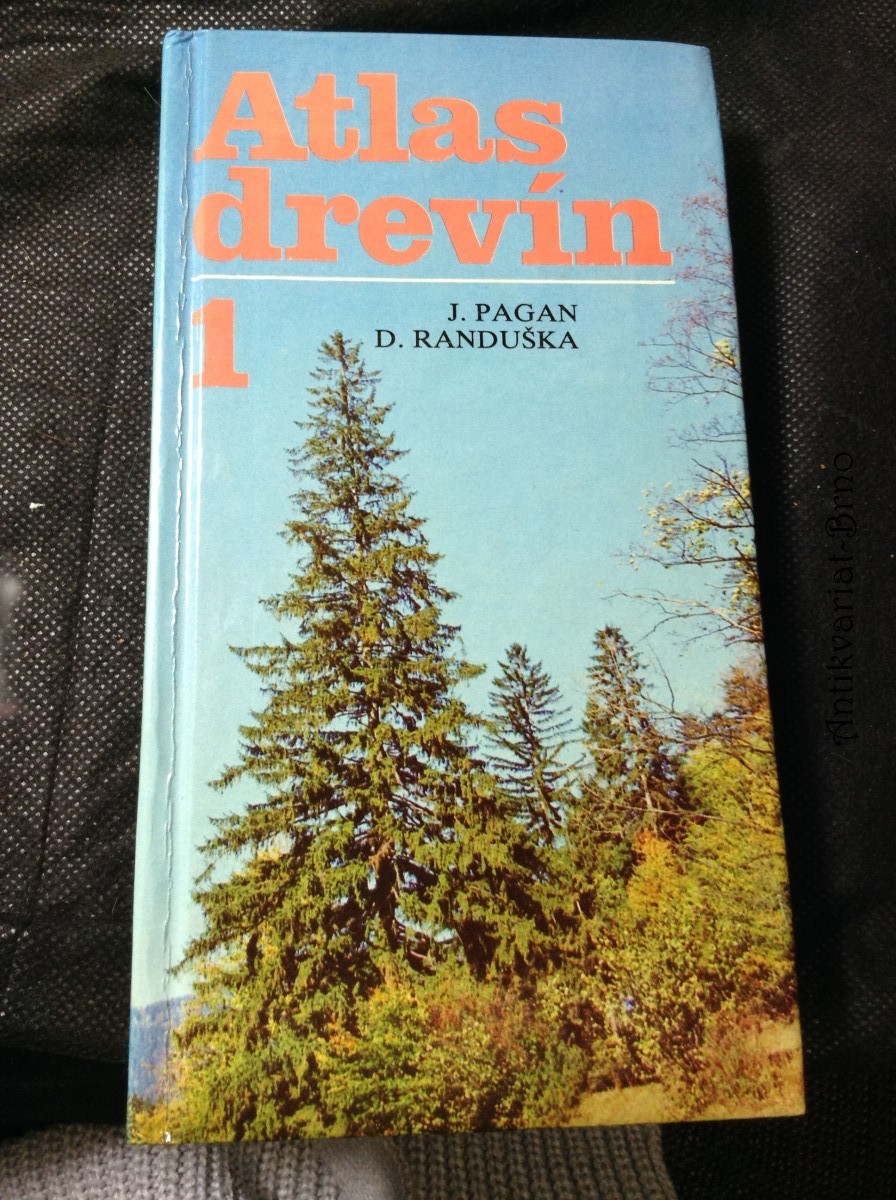 Atlas
drevín
1
J. PAGAN
D. RANDUŠKA
Antikvariat-Brno